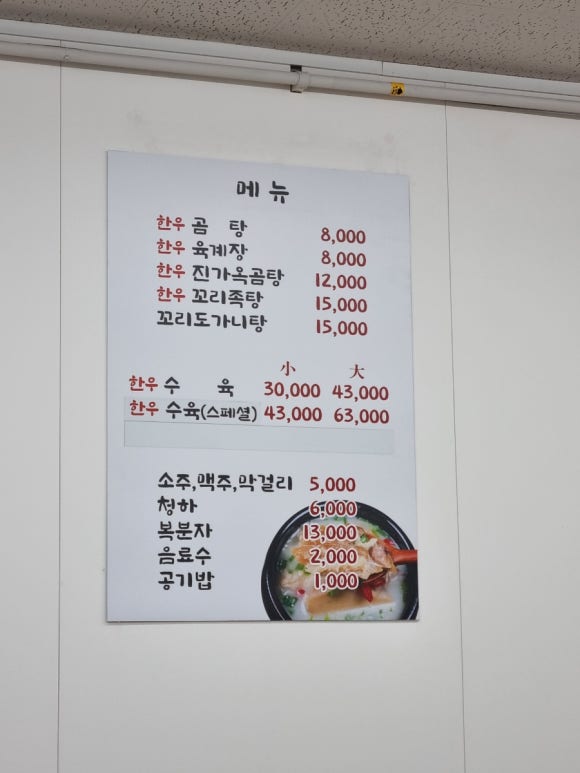 메뉴
한우 곰 탕 8,000
한우 육계장 8,000
한우 진가옥곰탕 12,000
한우 꼬리족탕 15,000
꼬리도가니탕 15,000
小 大
한우 수 육 30,000 43,000
한우 수육(스페셜) 43,000 63,000
소주,맥주,막걸리 5,000
청하 6,000
복분자 13,000
음료수 2,000
공기밥 1,000